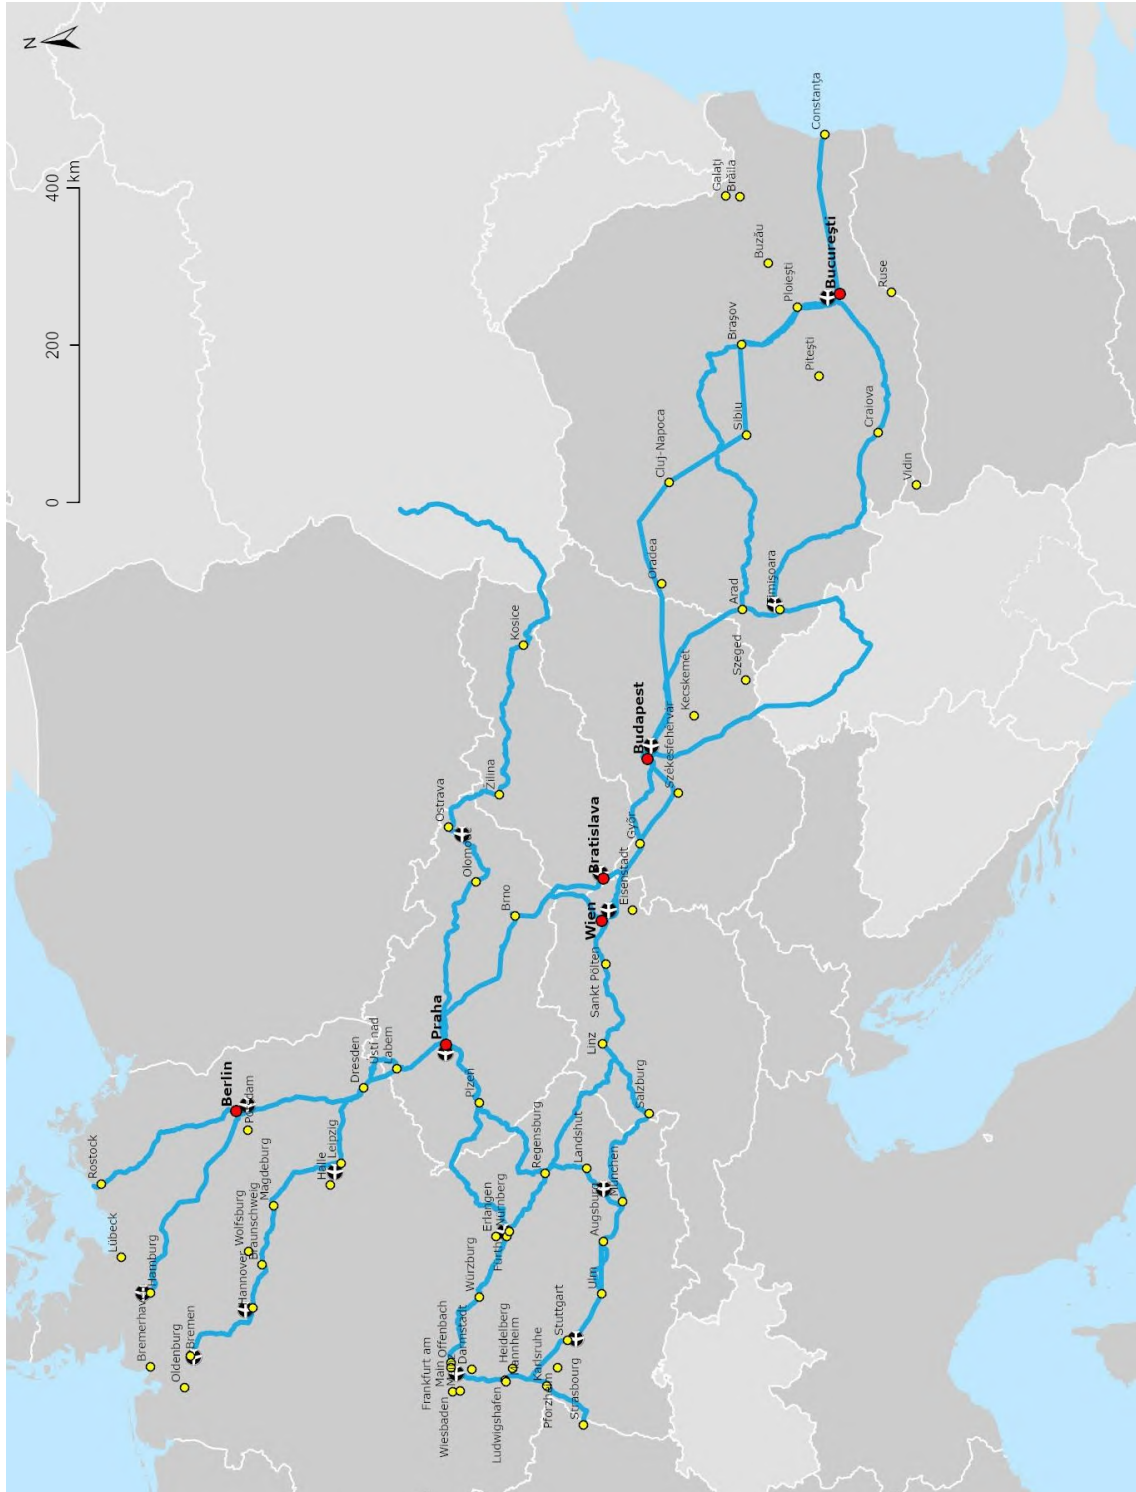 N
0
200
400
km
Rostock
Lübeck
Hamburg
Bremerhav
Oldenburg
Bremen
Hannover
Wolfsburg
Braunschweig
Magdeburg
Berlin
Potsdam
Halle
Leipzig
Dresden
Ústí nad
Labem
Praha
Plzen
Ostrava
Olomouc
Žilina
Kosice
Brno
Frankfurt am
Main
Offenbach
Wiesbaden
Darmstadt
Würzburg
Erlangen
Fürth
Nürnberg
Regensburg
Ludwigshafen
Mannheim
Heidelberg
Karlsruhe
Pforzheim
Stuttgart
Strasbourg
Ulm
Augsburg
München
Landshut
Salzburg
Linz
Sankt Pölten
Wien
Eisenstadt
Bratislava
Győr
Budapest
Székesfehérvár
Kecskemét
Szeged
Oradea
Arad
Timișoara
Cluj-Napoca
Sibiu
Brașov
Ploiești
Pitești
Buzău
Galați
Brăila
București
Constanța
Craiova
Vidin
Ruse